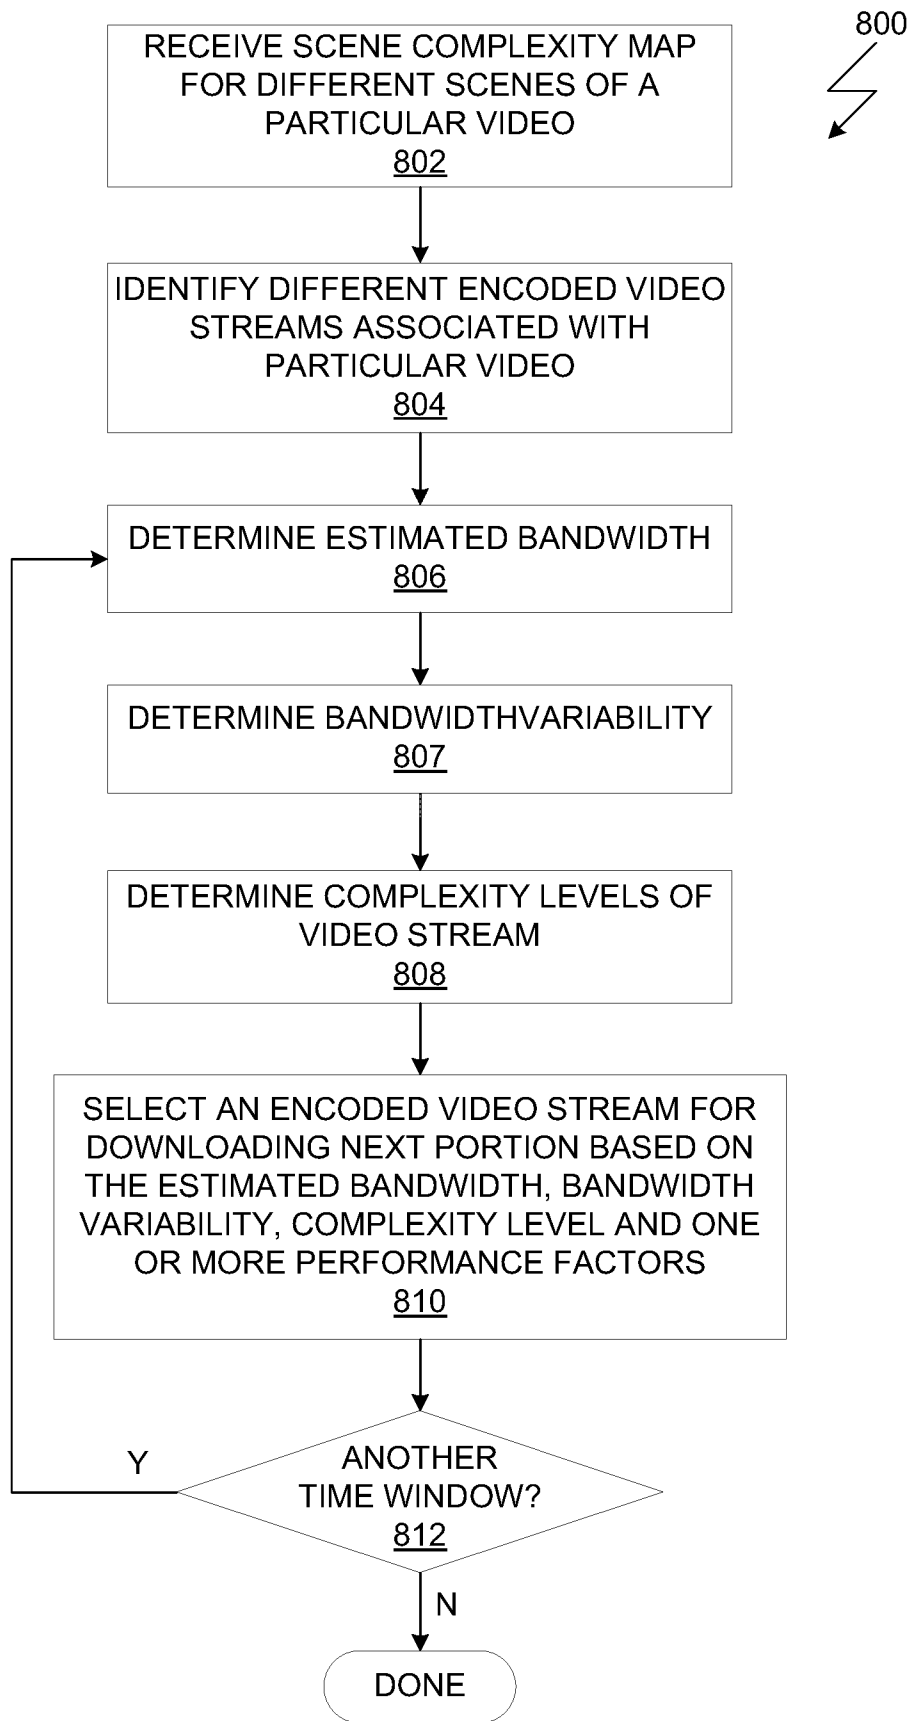 800
RECEIVE SCENE COMPLEXITY MAP
FOR DIFFERENT SCENES OF A
PARTICULAR VIDEO
802
IDENTIFY DIFFERENT ENCODED VIDEO
STREAMS ASSOCIATED WITH
PARTICULAR VIDEO
804
DETERMINE ESTIMATED BANDWIDTH
806
DETERMINE BANDWIDTHVARIABILITY
807
DETERMINE COMPLEXITY LEVELS OF
VIDEO STREAM
808
SELECT AN ENCODED VIDEO STREAM FOR
DOWNLOADING NEXT PORTION BASED ON
THE ESTIMATED BANDWIDTH, BANDWIDTH
VARIABILITY, COMPLEXITY LEVEL AND ONE
OR MORE PERFORMANCE FACTORS
810
Y
ANOTHER
TIME WINDOW?
812
N
DONE